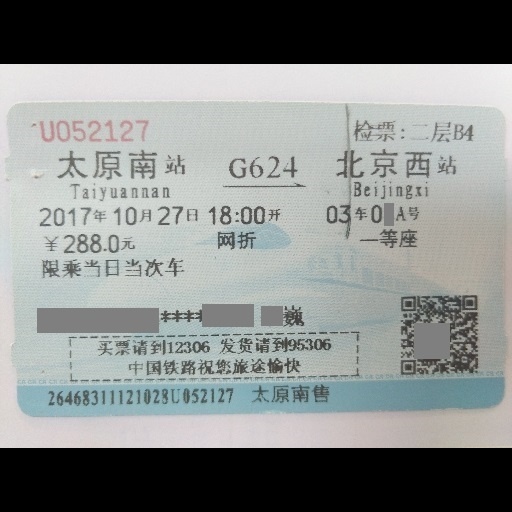 U052127 检票:二层B4
太原南站 G624 北京西站
Taiyuannan Beijingxi
2017年10月27日 18:00开 03车0 A号
￥288.0元 网折 一等座
限乘当日当次车
**** 巍
买票请到12306 发货请到95306
中国铁路祝您旅途愉快
26468311121028U052127 太原南售